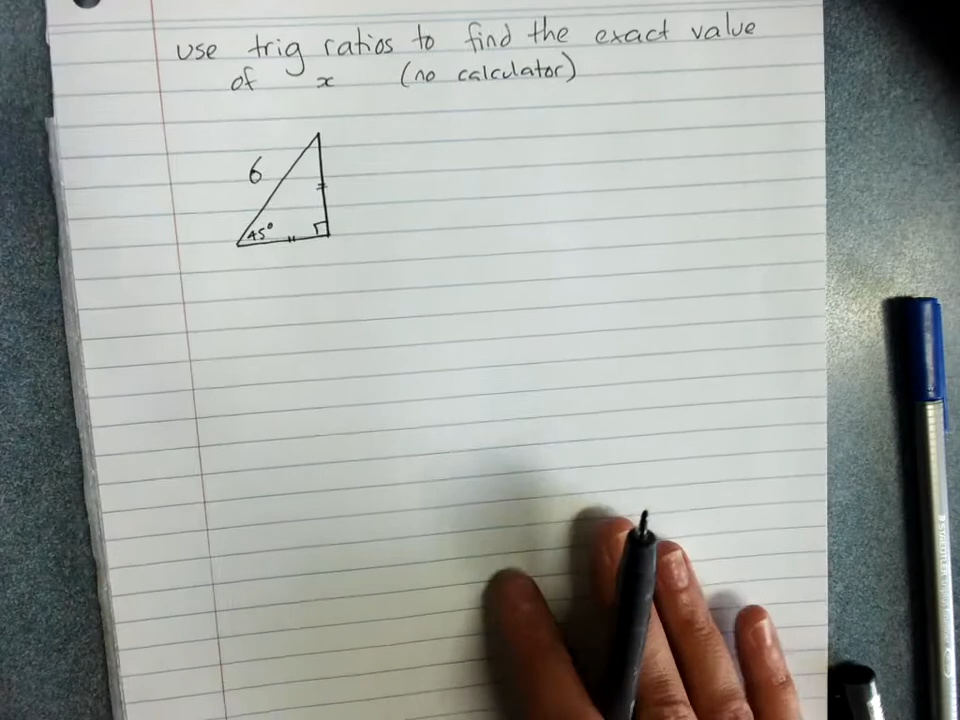 use trig ratios to find the exact value
of x (no calculator)
6
45°